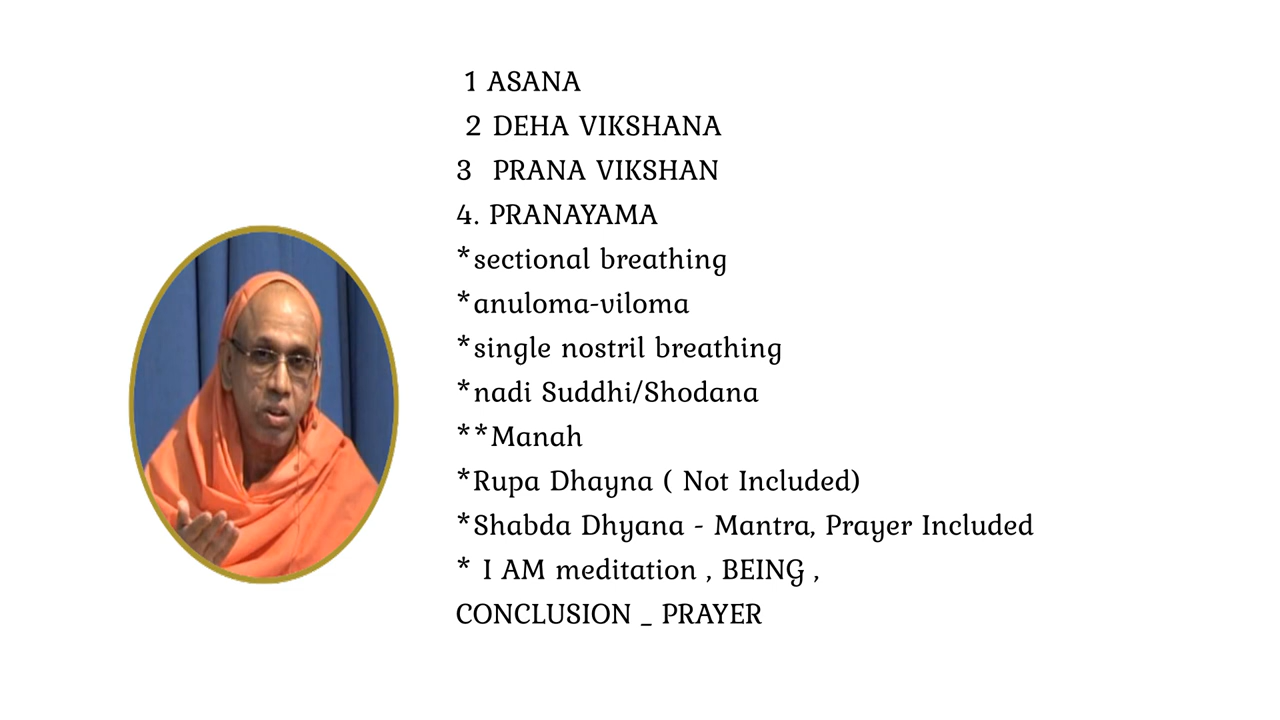 1 ASANA
2 DEHA VIKSHANA
3 PRANA VIKSHAN
4. PRANAYAMA
*sectional breathing
*anuloma-viloma
*single nostril breathing
*nadi Suddhi/Shodana
**Manah
*Rupa Dhayna ( Not Included)
*Shabda Dhyana - Mantra, Prayer Included
* I AM meditation , BEING ,
CONCLUSION _ PRAYER